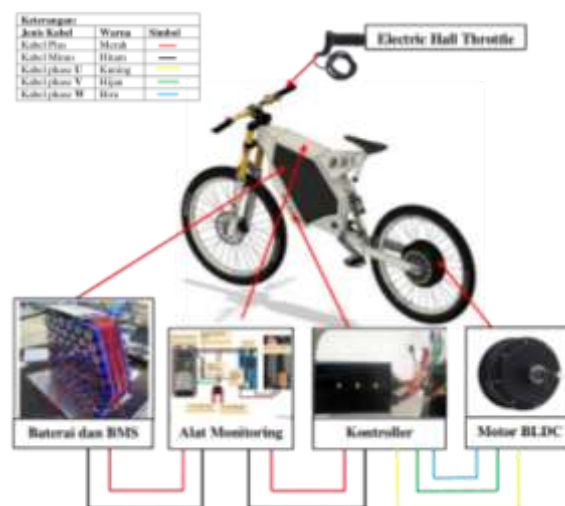 Keterangan:
Jenis Kabel Warna Simbol
Kabel Plus Merah
Kabel Minus Hitam
Kabel phase U Kuning
Kabel phase V Hijau
Kabel phase W Biru
Electric Hall Throttle
Baterai dan BMS
Alat Monitoring
Kontroller
Motor BLDC